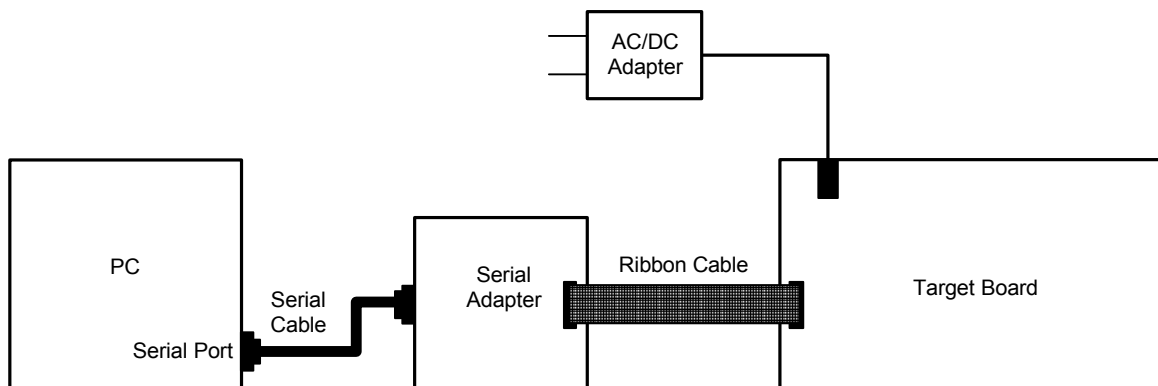 AC/DC
Adapter
PC
Serial
Cable
Serial Port
Serial
Adapter
Ribbon Cable
Target Board